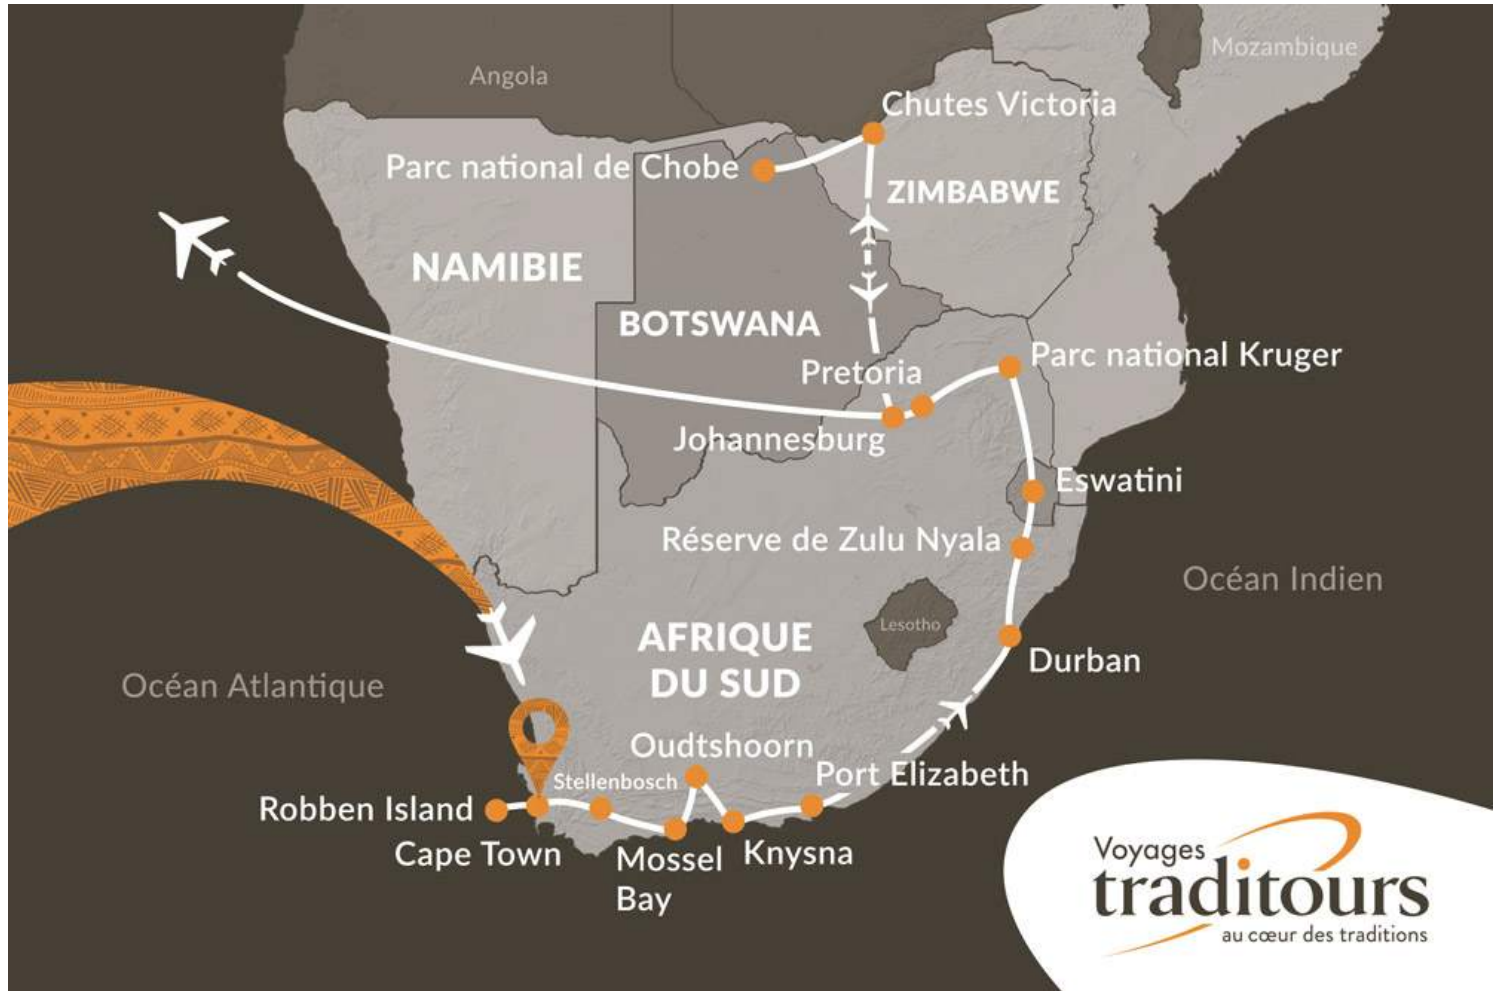 Angola
Mozambique
Chutes Victoria
Parc national de Chobe
ZIMBABWE
NAMIBIE
BOTSWANA
Parc national Kruger
Pretoria
Johannesburg
Eswatini
Réserve de Zulu Nyala
Océan Indien
Lesotho
AFRIQUE
DU SUD
Durban
Océan Atlantique
Oudtshoorn
Stellenbosch
Port Elizabeth
Robben Island
Cape Town
Mossel
Bay
Knysna
Voyages
traditours
au cœur des traditions